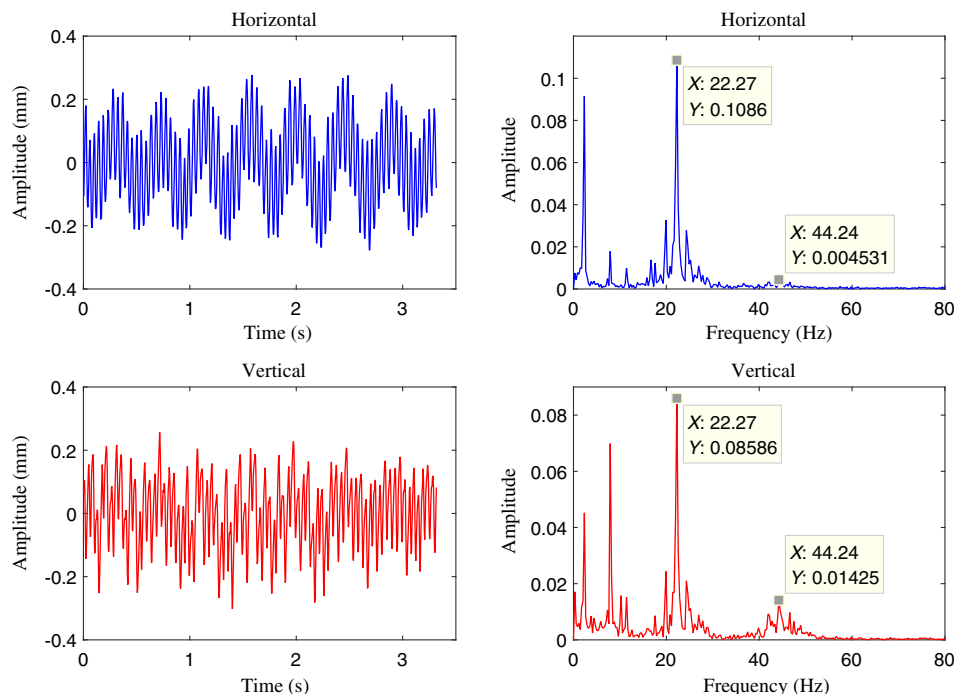 Horizontal
0.4
0.2
0
-0.2
-0.4
Amplitude (mm)
0 1 2 3
Time (s)
Horizontal
0.1
0.08
0.06
0.04
0.02
0
Amplitude
X: 22.27
Y: 0.1086
X: 44.24
Y: 0.004531
0 20 40 60 80
Frequency (Hz)
Vertical
0.4
0.2
0
-0.2
-0.4
Amplitude (mm)
0 1 2 3
Time (s)
Vertical
0.08
0.06
0.04
0.02
0
Amplitude
X: 22.27
Y: 0.08586
X: 44.24
Y: 0.01425
0 20 40 60 80
Frequency (Hz)